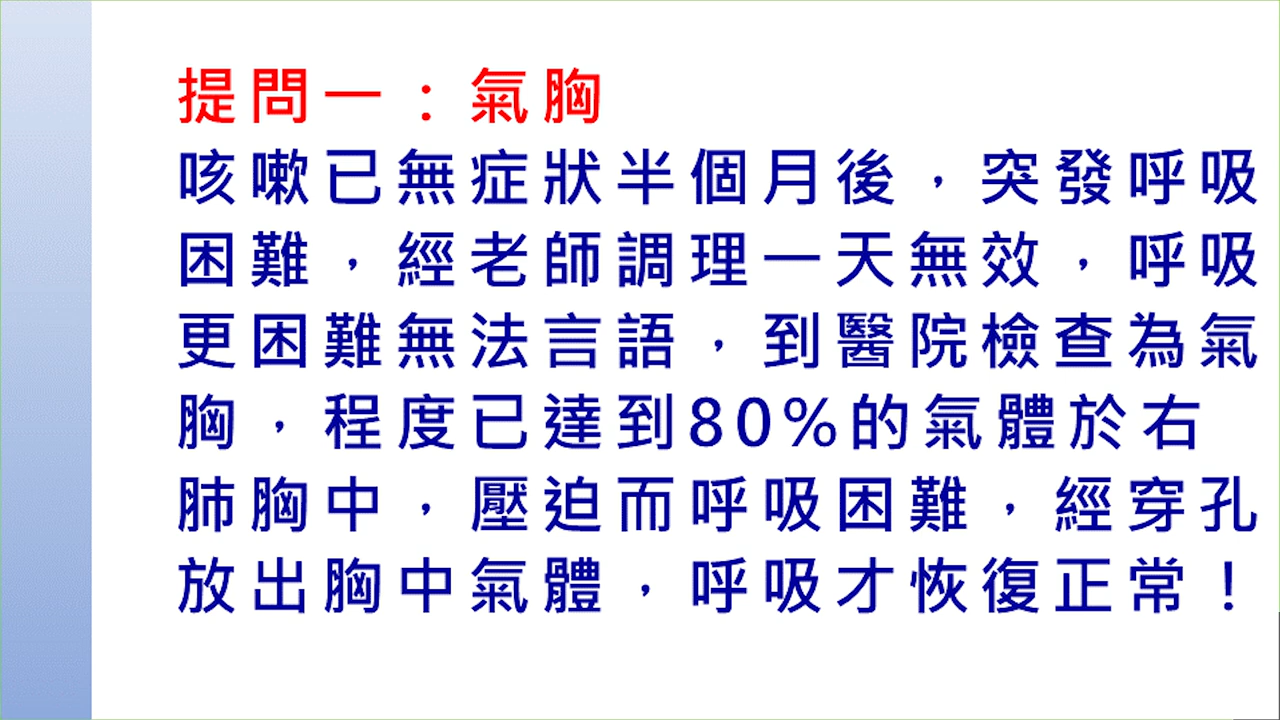 提問一：氣胸
咳嗽已無症狀半個月後，突發呼吸
困難，經老師調理一天無效，呼吸
更困難無法言語，到醫院檢查為氣
胸，程度已達到80%的氣體於右
肺胸中，壓迫而呼吸困難，經穿孔
放出胸中氣體，呼吸才恢復正常！